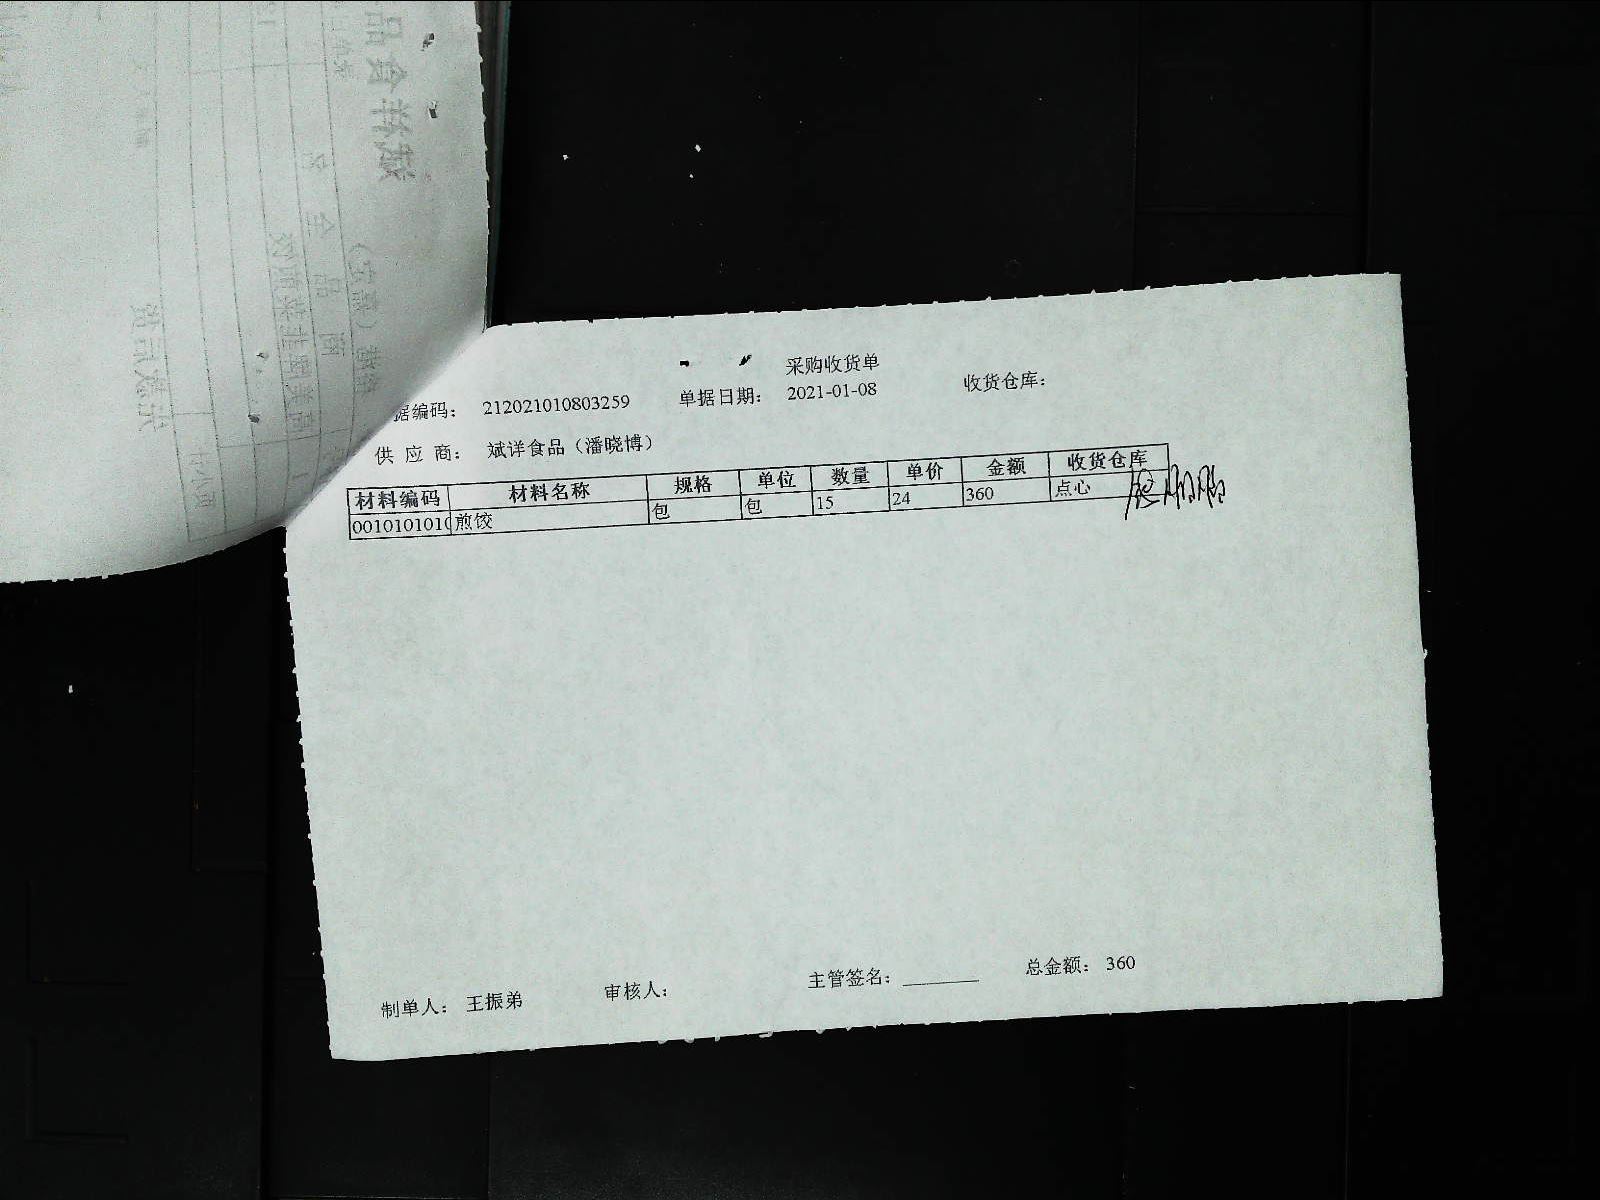 采购收货单
据编码： 212021010803259 单据日期： 2021-01-08 收货仓库：
供 应 商： 斌详食品（潘晓博）
材料编码 材料名称 规格 单位 数量 单价 金额 收货仓库
0010101010 煎饺 包 包 15 24 360 点心
制单人： 王振弟 审核人： 主管签名： 总金额： 360